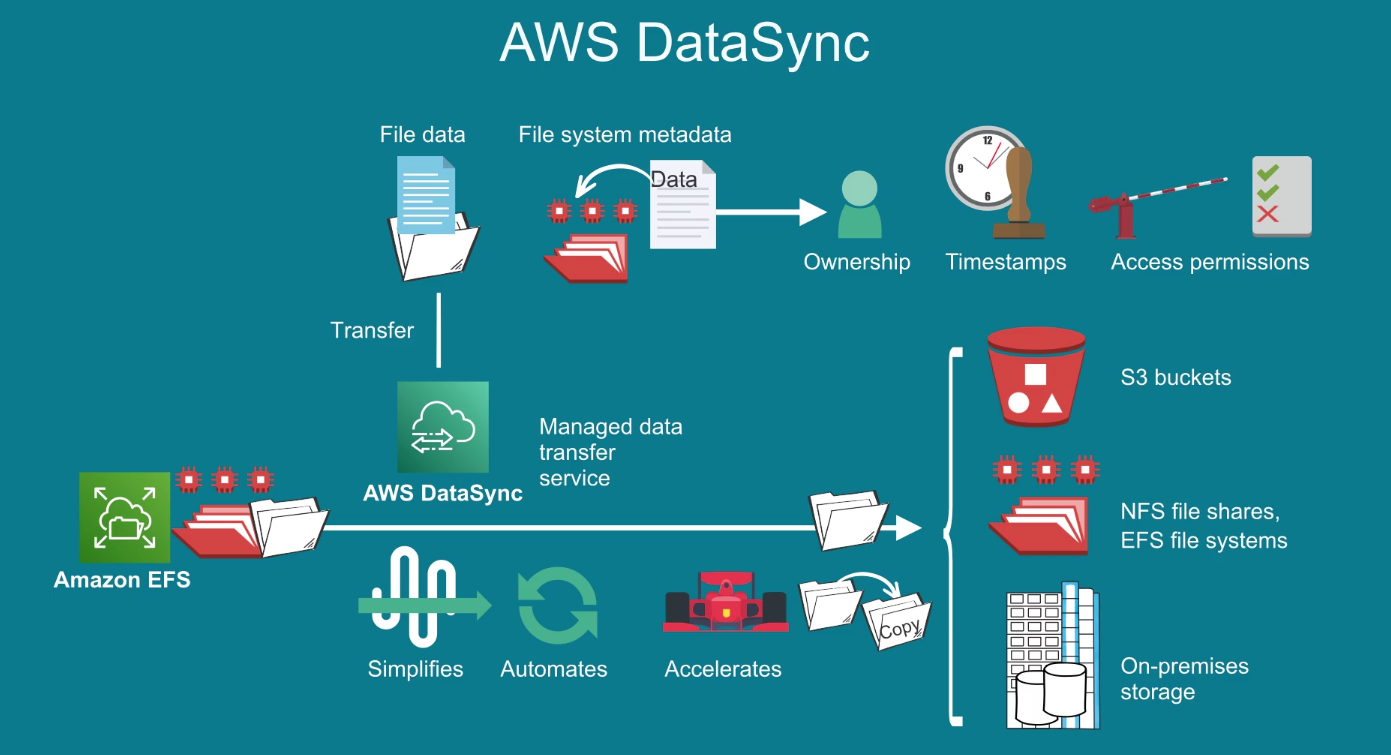 AWS DataSync
File data
File system metadata
Data
12
9
6
Ownership
Timestamps
Access permissions
Transfer
S3 buckets
Managed data
transfer
service
AWS DataSync
NFS file shares,
EFS file systems
Amazon EFS
Copy
Simplifies
Automates
Accelerates
On-premises
storage